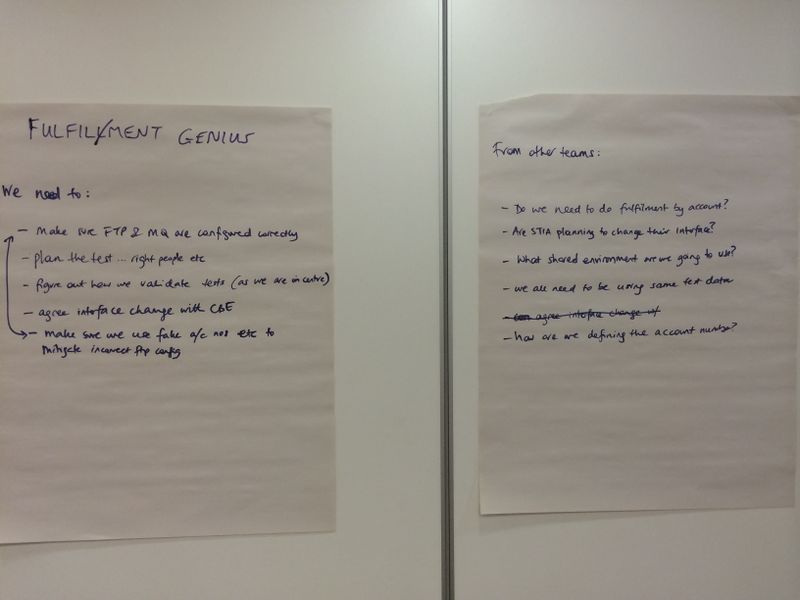 FULFILMENT GENIUS
We need to:
- Make sure FTP & MQ are configured correctly
- plan the test ... right people etc
- figure out how we validate tests (as we are in centre)
- agree interface change with CBE
- make sure we use fake a/c nos etc to
mitigate incorrect ftp config
From other teams:
- Do we need to do fulfilment by account?
- Are STIA planning to change their interface?
- What shared environment are we going to use?
- we all need to be using same test data
- agree interface change w/
- how are we defining the account number?